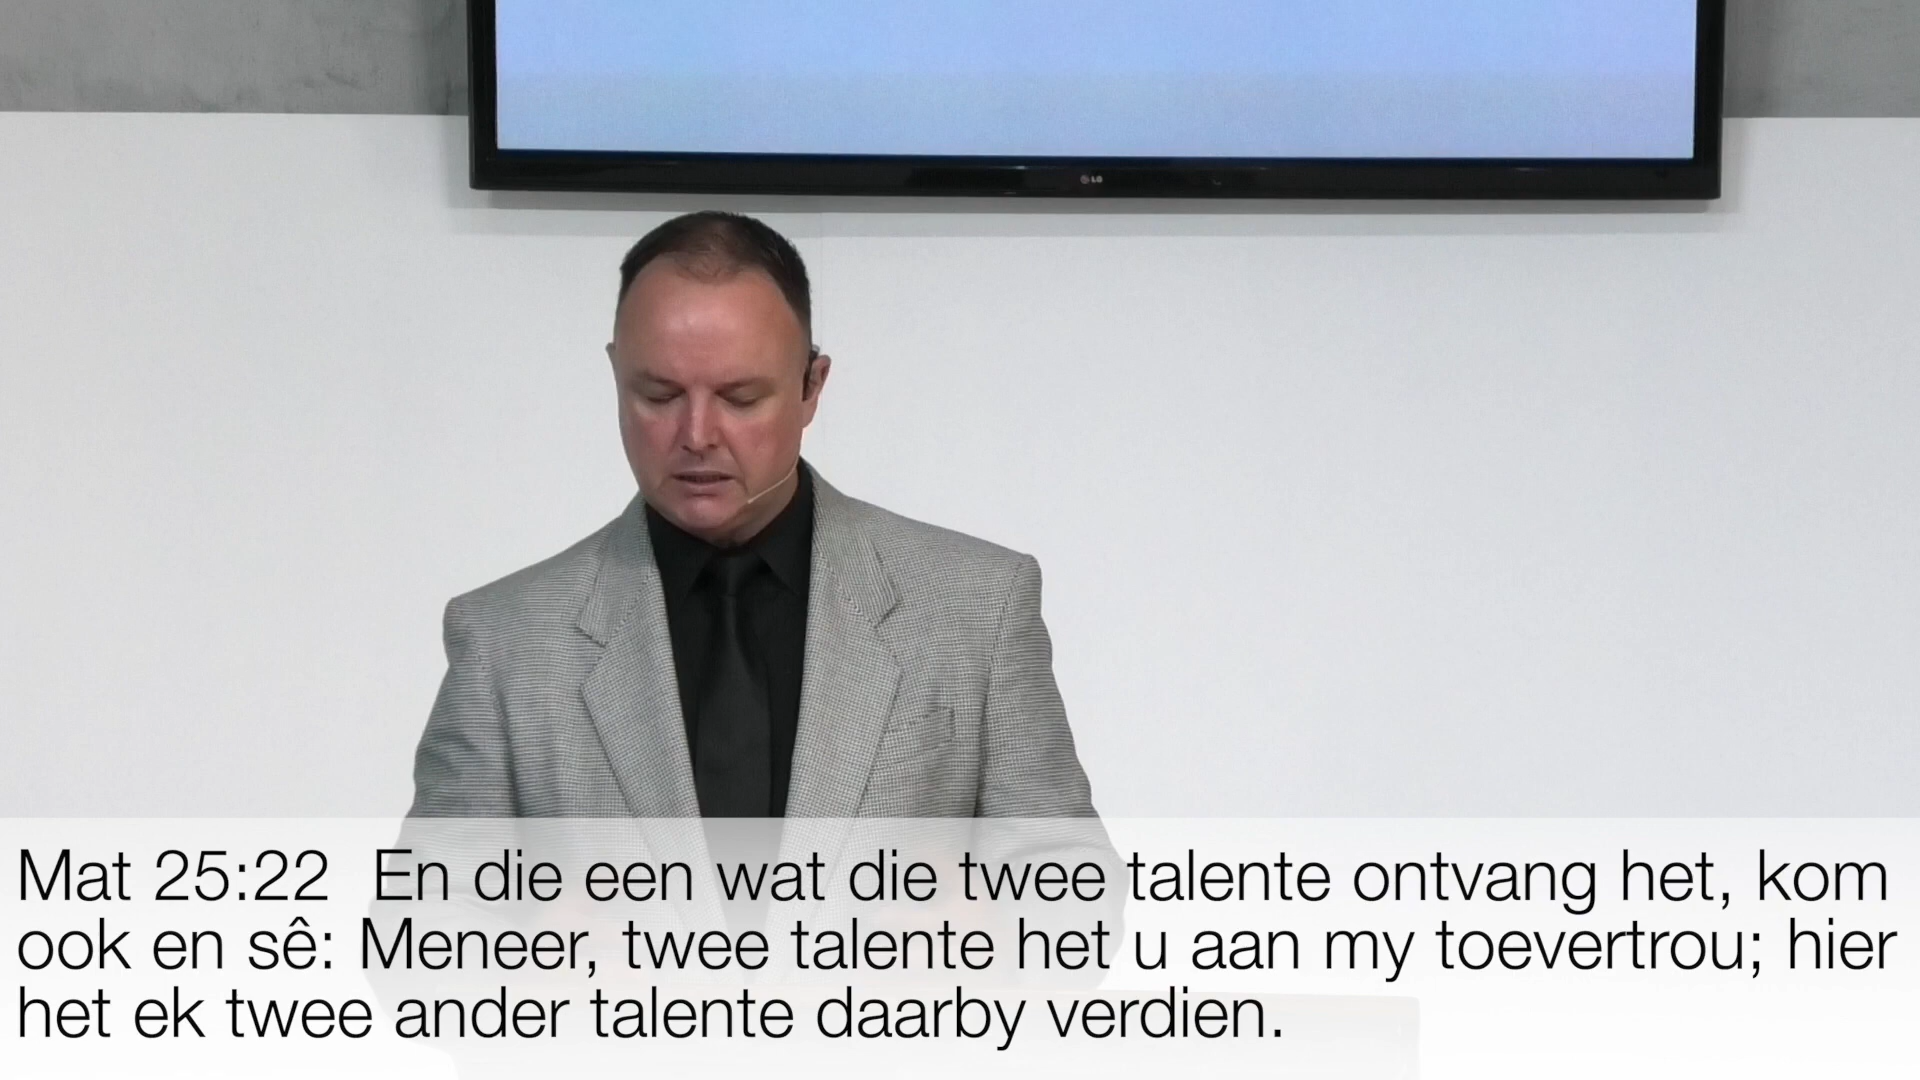 LG
Mat 25:22 En die een wat die twee talente ontvang het, kom
ook en sê: Meneer, twee talente het u aan my toevertrou; hier
het ek twee ander talente daarby verdien.